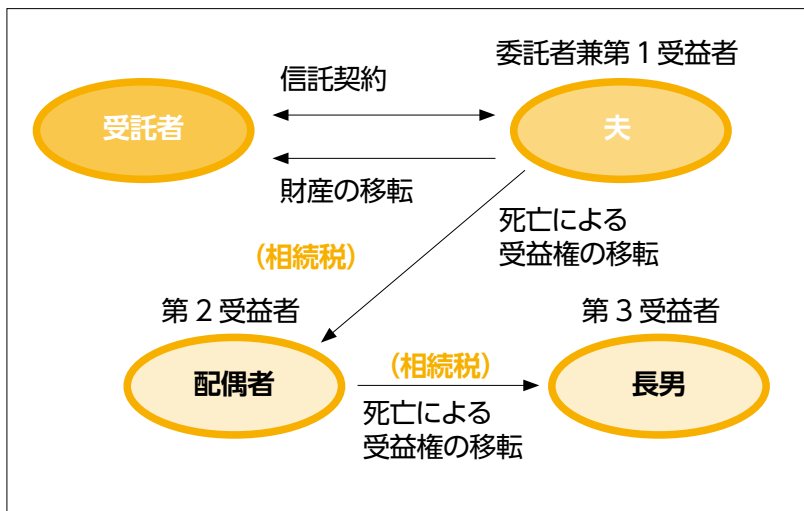 委託者兼第1受益者
信託契約
受託者
夫
財産の移転
死亡による
受益権の移転
(相続税)
第2受益者
第3受益者
配偶者
(相続税)
長男
死亡による
受益権の移転